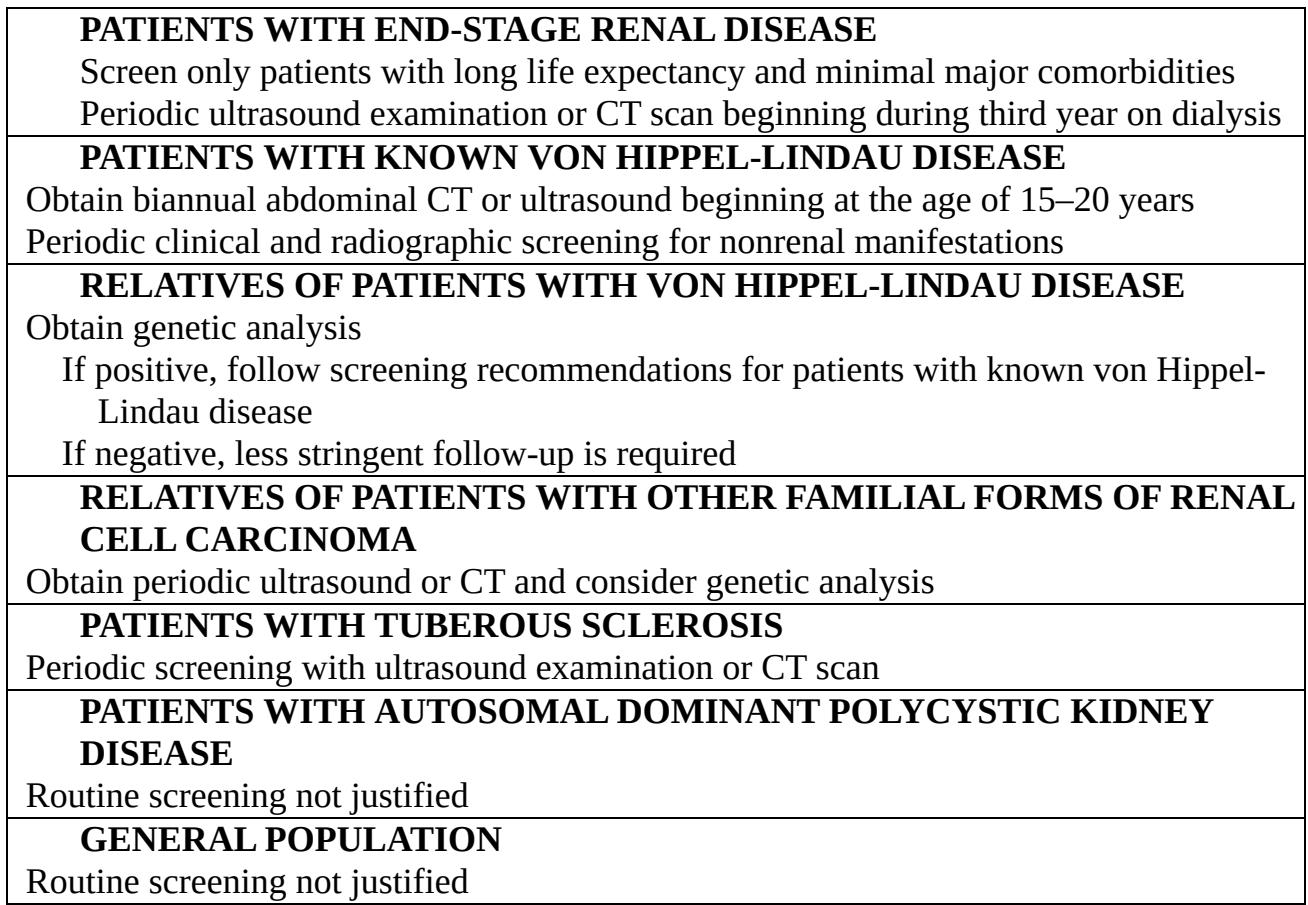 PATIENTS WITH END-STAGE RENAL DISEASE
Screen only patients with long life expectancy and minimal major comorbidities
Periodic ultrasound examination or CT scan beginning during third year on dialysis
PATIENTS WITH KNOWN VON HIPPEL-LINDAU DISEASE
Obtain biannual abdominal CT or ultrasound beginning at the age of 15–20 years
Periodic clinical and radiographic screening for nonrenal manifestations
RELATIVES OF PATIENTS WITH VON HIPPEL-LINDAU DISEASE
Obtain genetic analysis
If positive, follow screening recommendations for patients with known von Hippel-
Lindau disease
If negative, less stringent follow-up is required
RELATIVES OF PATIENTS WITH OTHER FAMILIAL FORMS OF RENAL
CELL CARCINOMA
Obtain periodic ultrasound or CT and consider genetic analysis
PATIENTS WITH TUBEROUS SCLEROSIS
Periodic screening with ultrasound examination or CT scan
PATIENTS WITH AUTOSOMAL DOMINANT POLYCYSTIC KIDNEY
DISEASE
Routine screening not justified
GENERAL POPULATION
Routine screening not justified